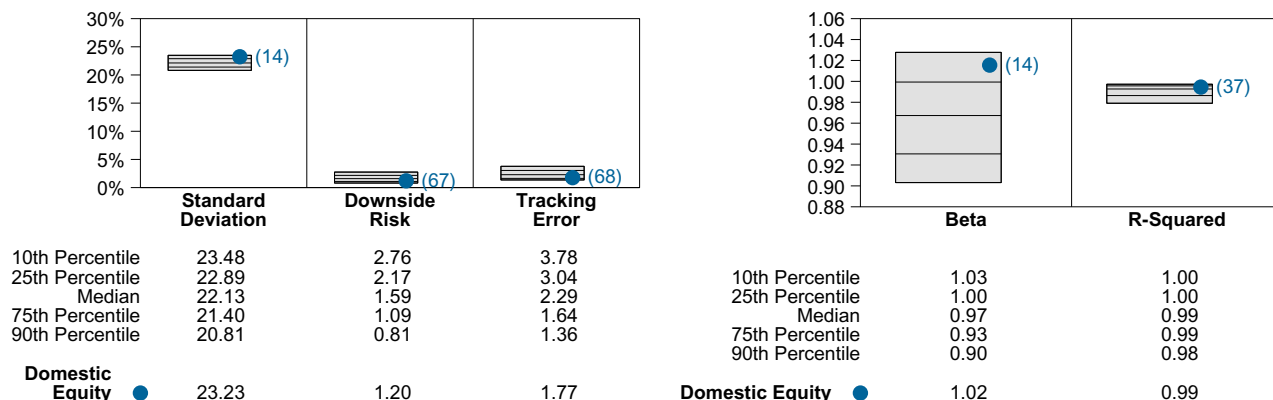 30%
25%
20%
15%
10%
5%
0%
(14)
(67)
(68)
Standard Deviation
Downside Risk
Tracking Error
10th Percentile 23.48 2.76 3.78
25th Percentile 22.89 2.17 3.04
Median 22.13 1.59 2.29
75th Percentile 21.40 1.09 1.64
90th Percentile 20.81 0.81 1.36
Domestic
Equity 23.23 1.20 1.77
1.06
1.04
1.02
1.00
0.98
0.96
0.94
0.92
0.90
0.88
(14)
(37)
Beta R-Squared
10th Percentile 1.03 1.00
25th Percentile 1.00 1.00
Median 0.97 0.99
75th Percentile 0.93 0.99
90th Percentile 0.90 0.98
Domestic Equity 1.02 0.99